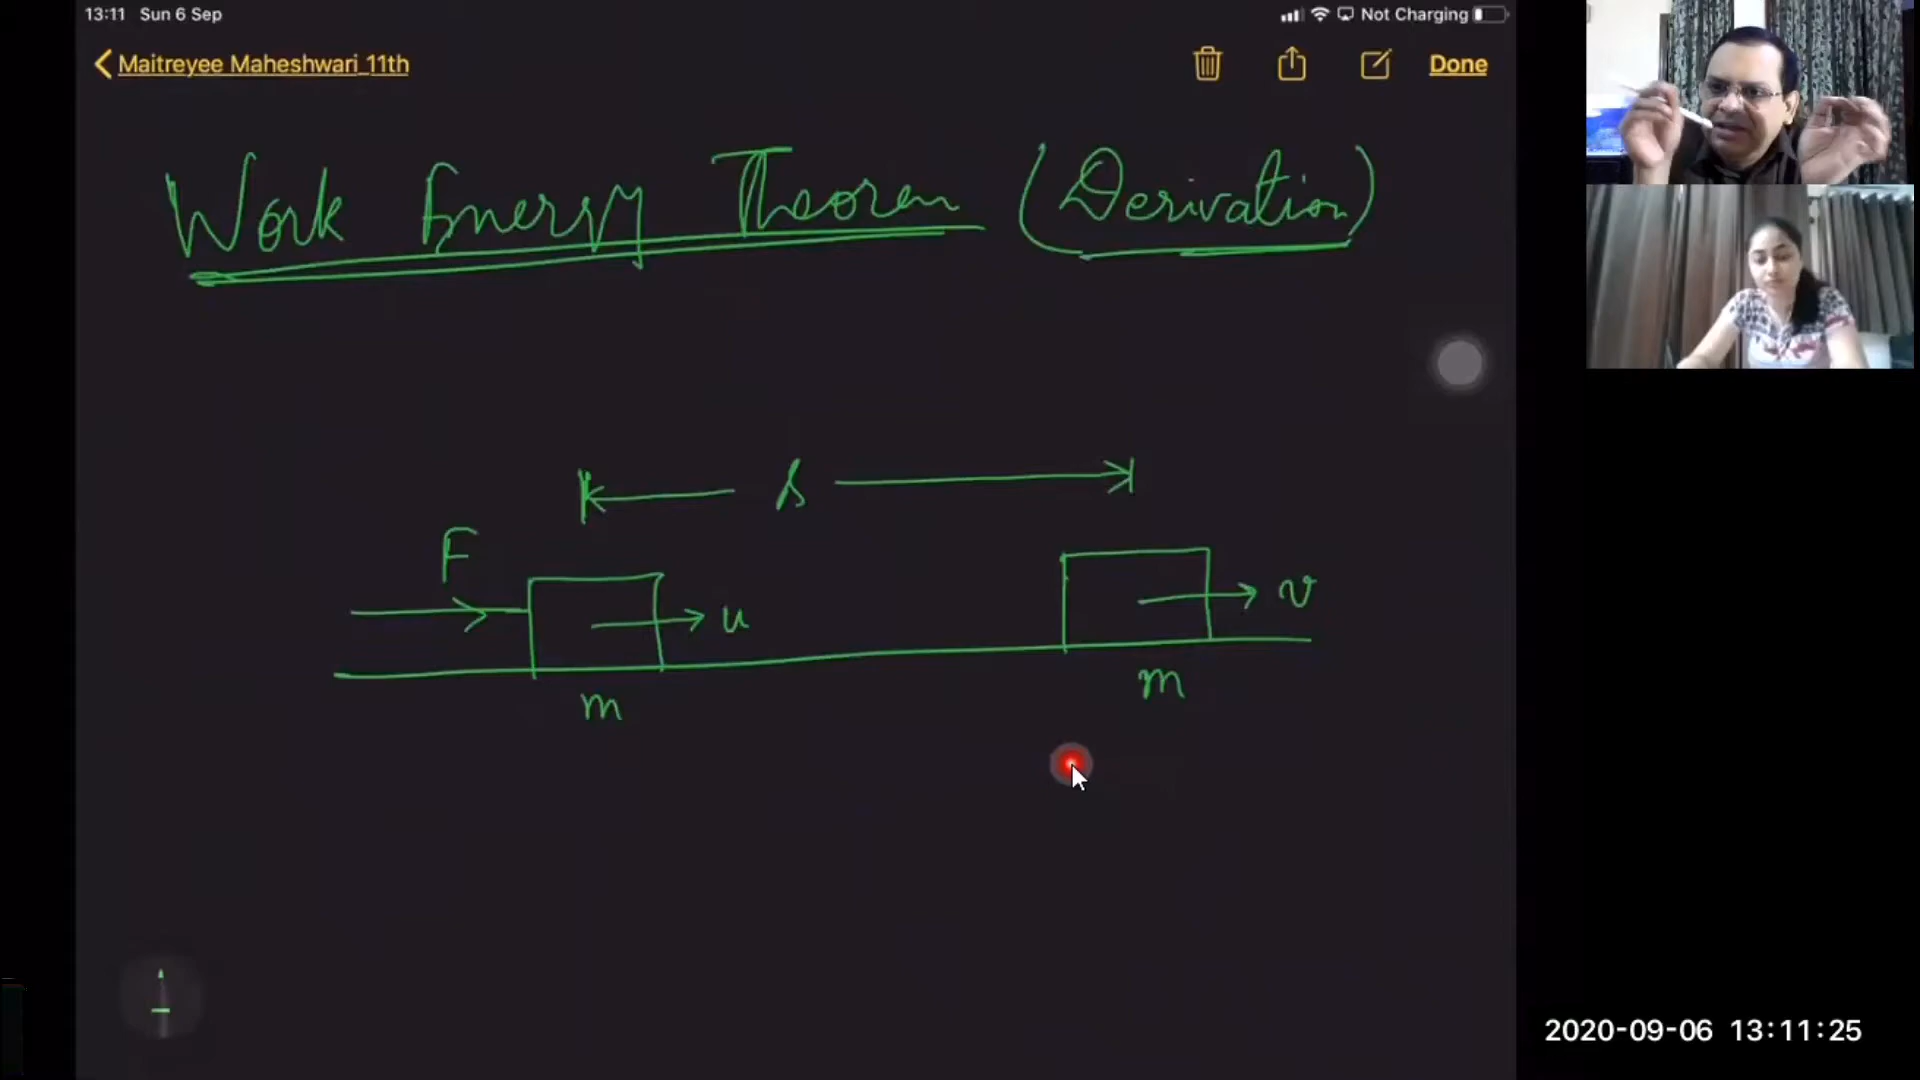 13:11 Sun 6 Sep
Not Charging
Maitreyee Maheshwari_11th
Done
Work Energy Theorem (Derivation)
s
F
u
v
m
m
2020-09-06 13:11:25